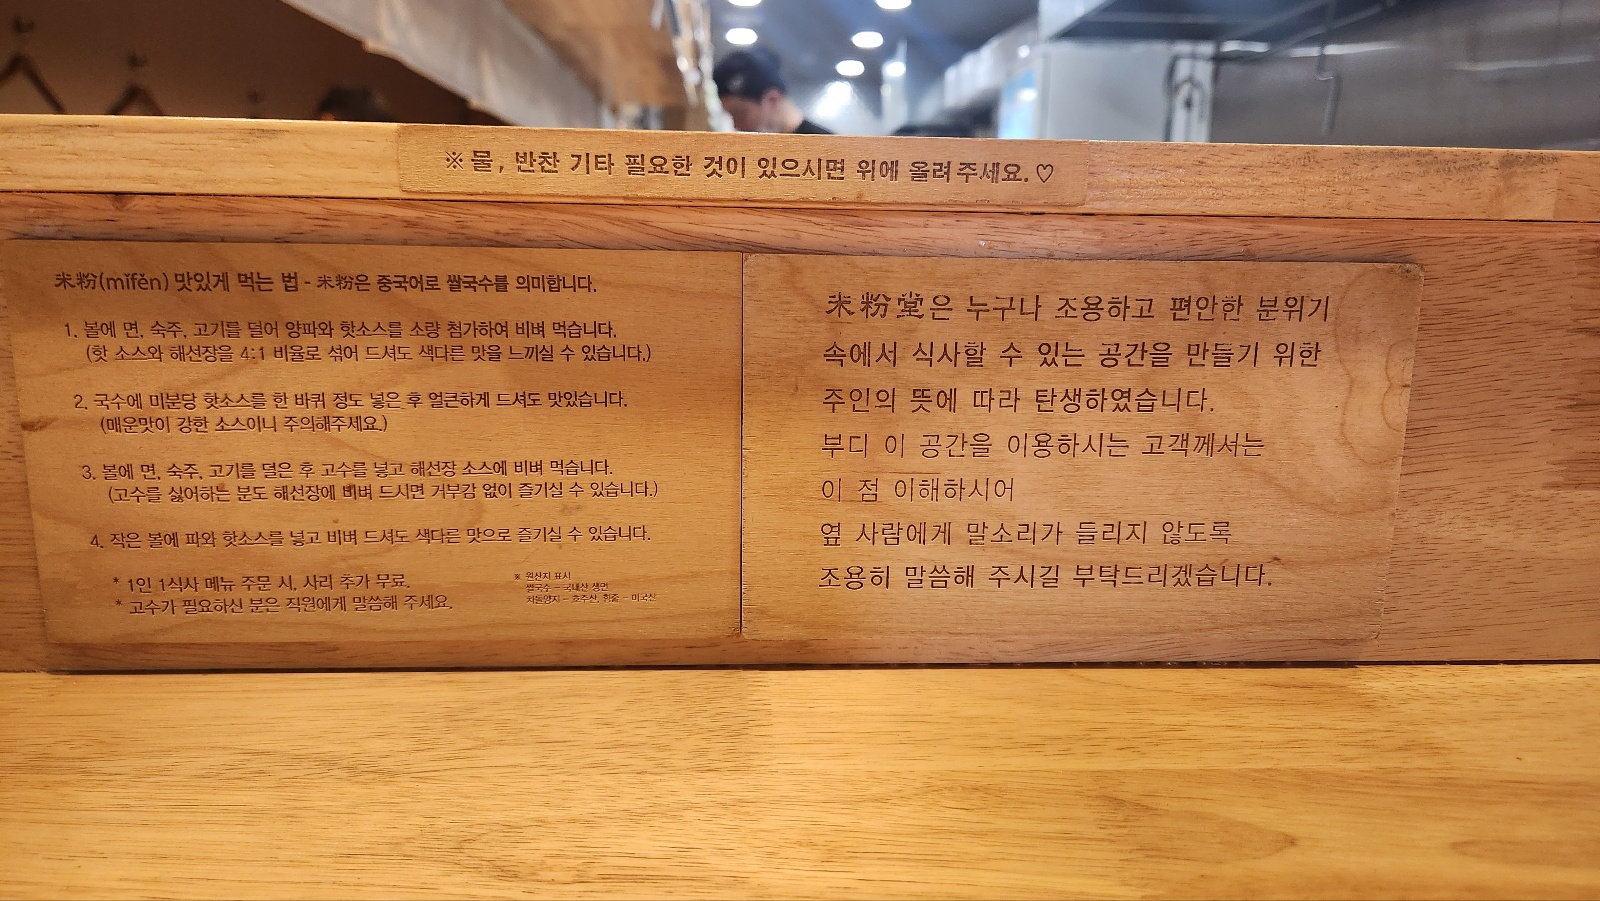 ※ 물, 반찬 기타 필요한 것이 있으시면 위에 올려주세요.♡
米粉(mǐfěn) 맛있게 먹는 법 - 米粉은 중국어로 쌀국수를 의미합니다.
1. 볼에 면, 숙주, 고기를 덜어 양파와 핫소스를 소량 첨가하여 비벼 먹습니다.
(핫 소스와 해선장을 4:1 비율로 섞어 드셔도 색다른 맛을 느끼실 수 있습니다.)
2. 국수에 미분당 핫소스를 한 바퀴 정도 넣은 후 얼큰하게 드셔도 맛있습니다.
(매운맛이 강한 소스이니 주의해주세요.)
3. 볼에 면, 숙주, 고기를 덜은 후 고수를 넣고 해선장 소스에 비벼 먹습니다.
(고수를 싫어하는 분도 해선장에 비벼 드시면 거부감 없이 즐기실 수 있습니다.)
4. 작은 볼에 파와 핫소스를 넣고 비벼 드셔도 색다른 맛으로 즐기실 수 있습니다.
* 1인 1식사 메뉴 주문 시, 사리 추가 무료.
* 고수가 필요하신 분은 직원에게 말씀해 주세요.
※ 원산지 표시
쌀국수 - 국내산 생면
차돌양지 - 호주산, 힘줄 - 미국산
米粉堂은 누구나 조용하고 편안한 분위기
속에서 식사할 수 있는 공간을 만들기 위한
주인의 뜻에 따라 탄생하였습니다.
부디 이 공간을 이용하시는 고객께서는
이 점 이해하시어
옆 사람에게 말소리가 들리지 않도록
조용히 말씀해 주시길 부탁드리겠습니다.